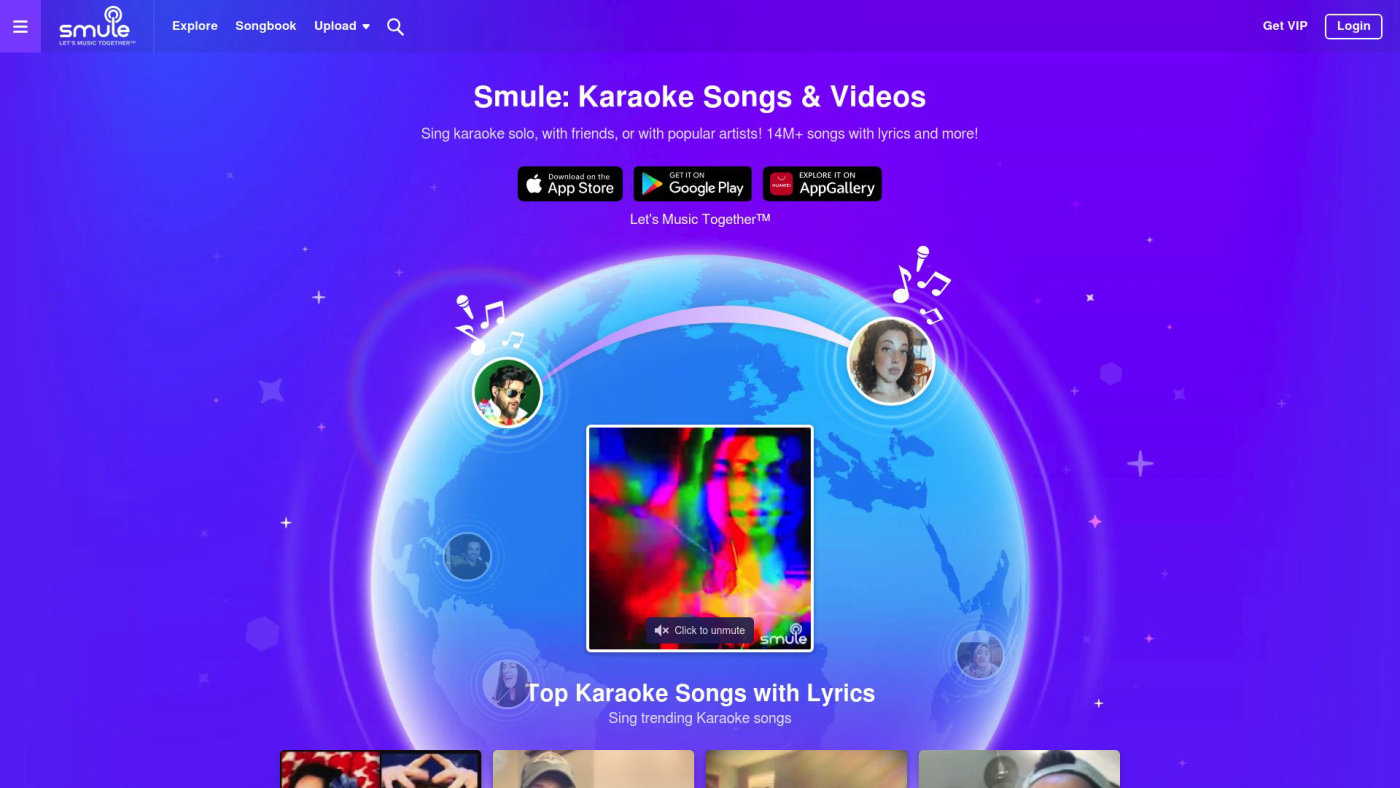 smule
LET'S MUSIC TOGETHER™
Explore
Songbook
Upload
Get VIP
Login
Smule: Karaoke Songs & Videos
Sing karaoke solo, with friends, or with popular artists! 14M+ songs with lyrics and more!
Download on the
App Store
GET IT ON
Google Play
HUAWEI
EXPLORE IT ON
AppGallery
Let's Music Together™
Click to unmute
smule
Top Karaoke Songs with Lyrics
Sing trending Karaoke songs